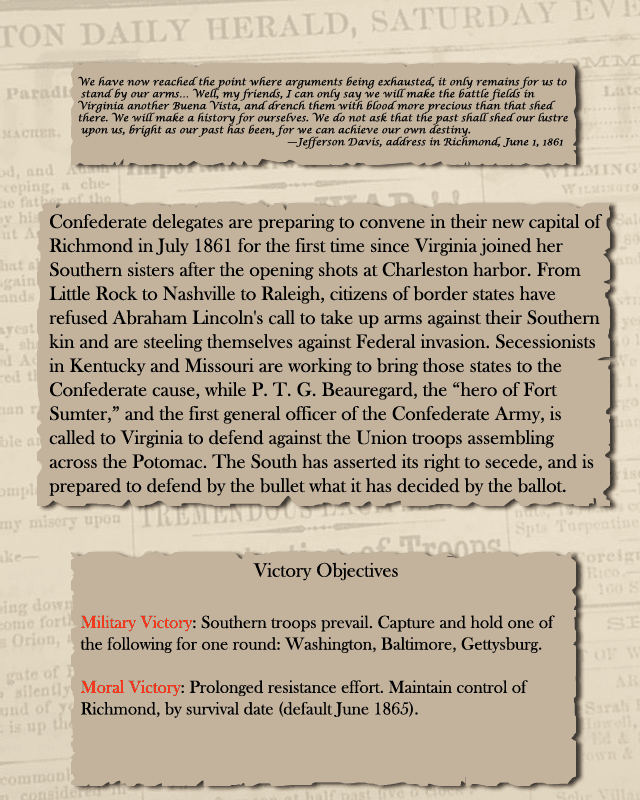 TON DAILY HERALD, SATURDAY EVE
We have now reached the point where arguments being exhausted, it only remains for us to
stand by our arms... Well, my friends, I can only say we will make the battle fields in
Virginia another Buena Vista, and drench them with blood more precious than that shed
there. We will make a history for ourselves. We do not ask that the past shall shed our lustre
upon us, bright as our past has been, for we can achieve our own destiny.
—Jefferson Davis, address in Richmond, June 1, 1861
Confederate delegates are preparing to convene in their new capital of
Richmond in July 1861 for the first time since Virginia joined her
Southern sisters after the opening shots at Charleston harbor. From
Little Rock to Nashville to Raleigh, citizens of border states have
refused Abraham Lincoln's call to take up arms against their Southern
kin and are steeling themselves against Federal invasion. Secessionists
in Kentucky and Missouri are working to bring those states to the
Confederate cause, while P. T. G. Beauregard, the “hero of Fort
Sumter,” and the first general officer of the Confederate Army, is
called to Virginia to defend against the Union troops assembling
across the Potomac. The South has asserted its right to secede, and is
prepared to defend by the bullet what it has decided by the ballot.
my misery upon
TREMENDOUS
Spts Turpentine
of Troops
Victory Objectives
Military Victory: Southern troops prevail. Capture and hold one of
the following for one round: Washington, Baltimore, Gettysburg.
Moral Victory: Prolonged resistance effort. Maintain control of
Richmond, by survival date (default June 1865).